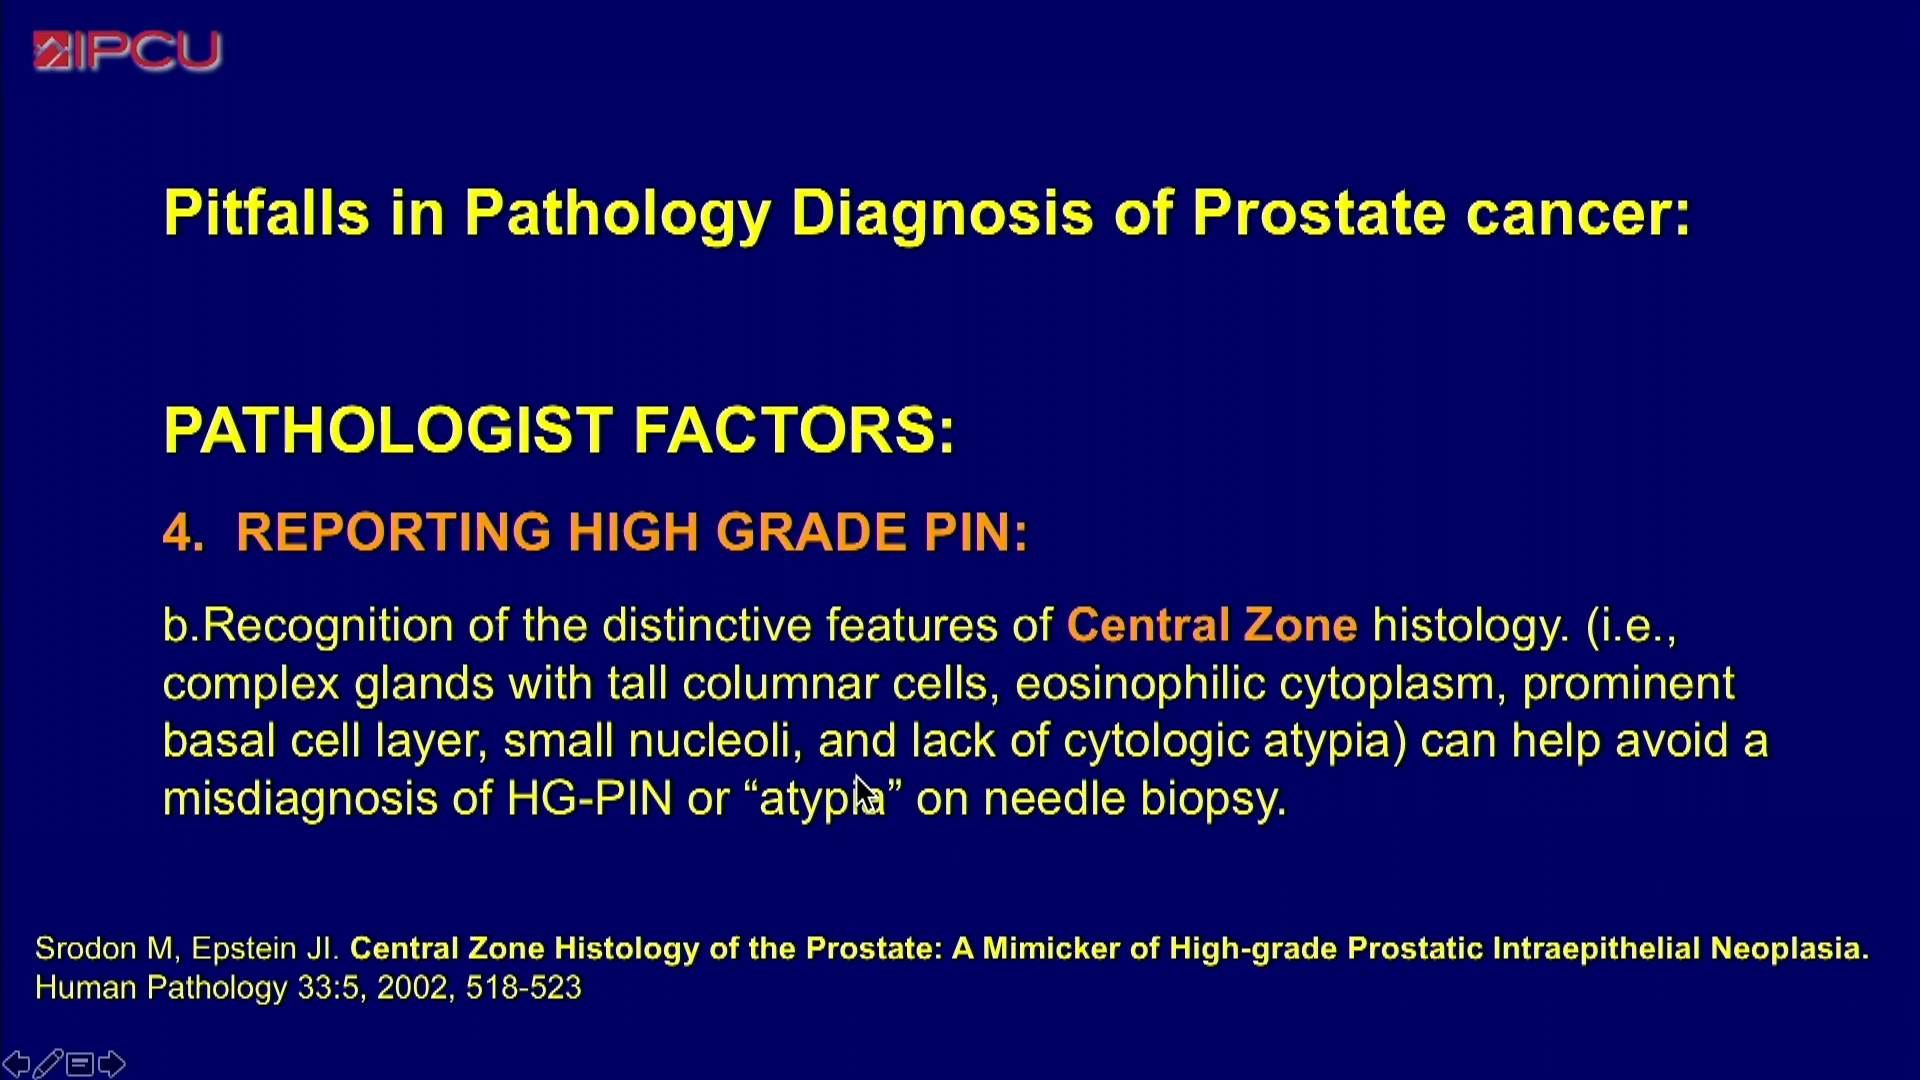 IPCU
Pitfalls in Pathology Diagnosis of Prostate cancer:
PATHOLOGIST FACTORS:
4. REPORTING HIGH GRADE PIN:
b.Recognition of the distinctive features of Central Zone histology. (i.e.,
complex glands with tall columnar cells, eosinophilic cytoplasm, prominent
basal cell layer, small nucleoli, and lack of cytologic atypia) can help avoid a
misdiagnosis of HG-PIN or “atypia” on needle biopsy.
Srodon M, Epstein JI. Central Zone Histology of the Prostate: A Mimicker of High-grade Prostatic Intraepithelial Neoplasia.
Human Pathology 33:5, 2002, 518-523